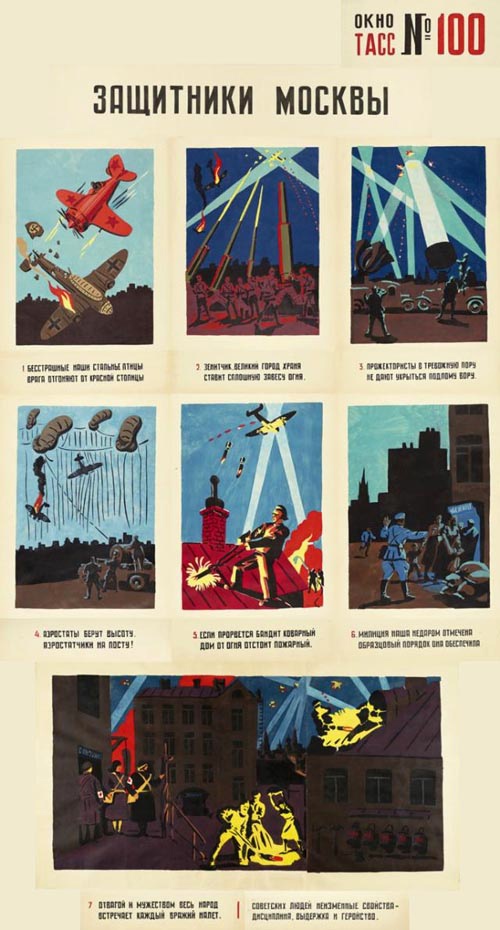 ОКНО
ТАСС №100
ЗАЩИТНИКИ МОСКВЫ
1. БЕССТРАШНЫЕ НАШИ СТАЛЬНЫЕ ПТИЦЫ
ВРАГА ОТГОНЯЮТ ОТ КРАСНОЙ СТОЛИЦЫ
2. ЗЕНИТЧИК, ВЕЛИКИЙ ГОРОД ХРАНЯ
СТАВИТ СПЛОШНУЮ ЗАВЕСУ ОГНЯ.
3. ПРОЖЕКТОРИСТЫ В ТРЕВОЖНУЮ ПОРУ
НЕ ДАЮТ УКРЫТЬСЯ ПОДЛОМУ ВОРУ.
4. АЭРОСТАТЫ БЕРУТ ВЫСОТУ.
АЭРОСТАТЧИКИ НА ПОСТУ!
5. ЕСЛИ ПРОРВЕТСЯ БАНДИТ КОВАРНЫЙ
ДОМ ОТ ОГНЯ ОТСТОИТ ПОЖАРНЫЙ.
6. МИЛИЦИЯ НАША НЕДАРОМ ОТМЕЧЕНА
ОБРАЗЦОВЫЙ ПОРЯДОК ОНА ОБЕСПЕЧИЛА
7 ОТВАГОЙ И МУЖЕСТВОМ ВЕСЬ НАРОД
ВСТРЕЧАЕТ КАЖДЫЙ ВРАЖИЙ НАЛЕТ.
СОВЕТСКИХ ЛЮДЕЙ НЕИЗМЕННЫЕ СВОЙСТВА-
ДИСЦИПЛИНА, ВЫДЕРЖКА И ГЕРОЙСТВО.